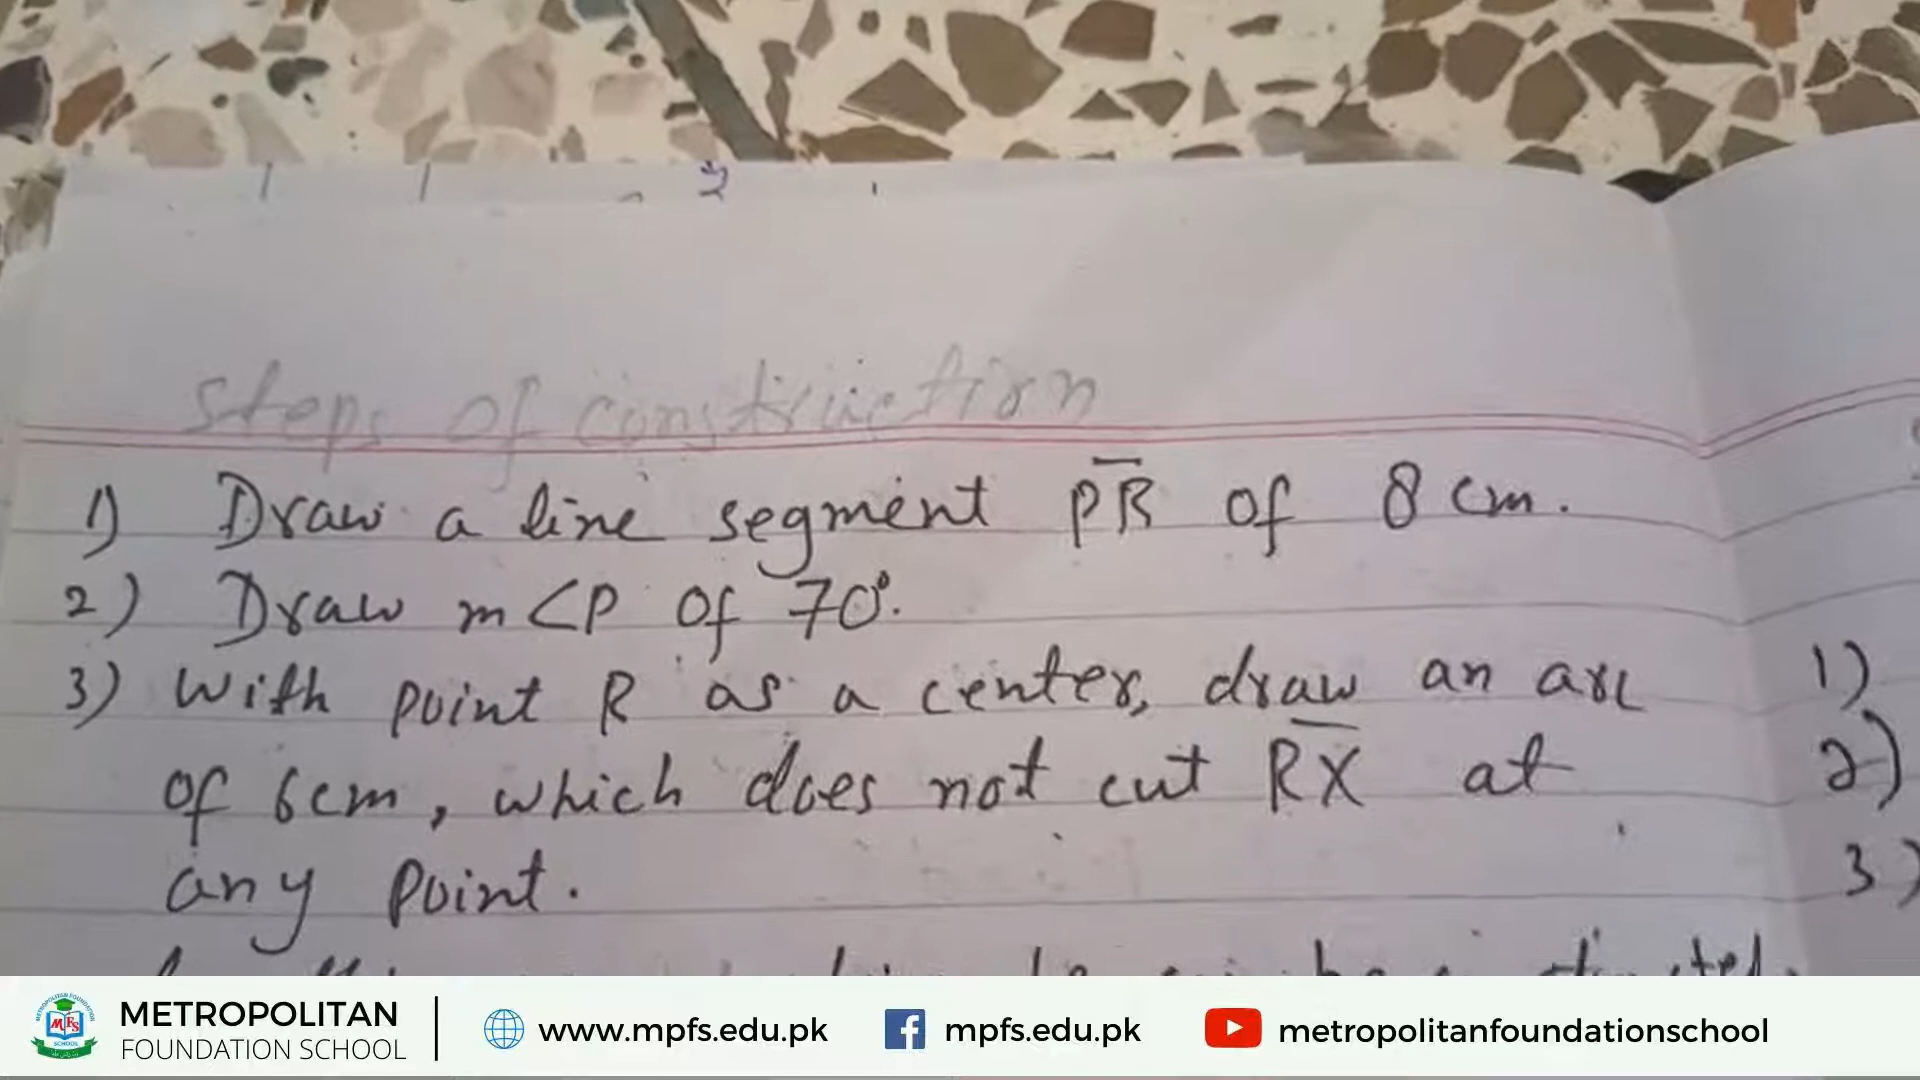 steps of construction
1) Draw a line segment PR of 8 cm.
2) Draw m<P of 70°.
3) With point R as a center, draw an arc
of 6cm, which does not cut RX at
any point.
1)
2)
3)
METROPOLITAN
FOUNDATION SCHOOL
www.mpfs.edu.pk
mpfs.edu.pk
metropolitanfoundationschool